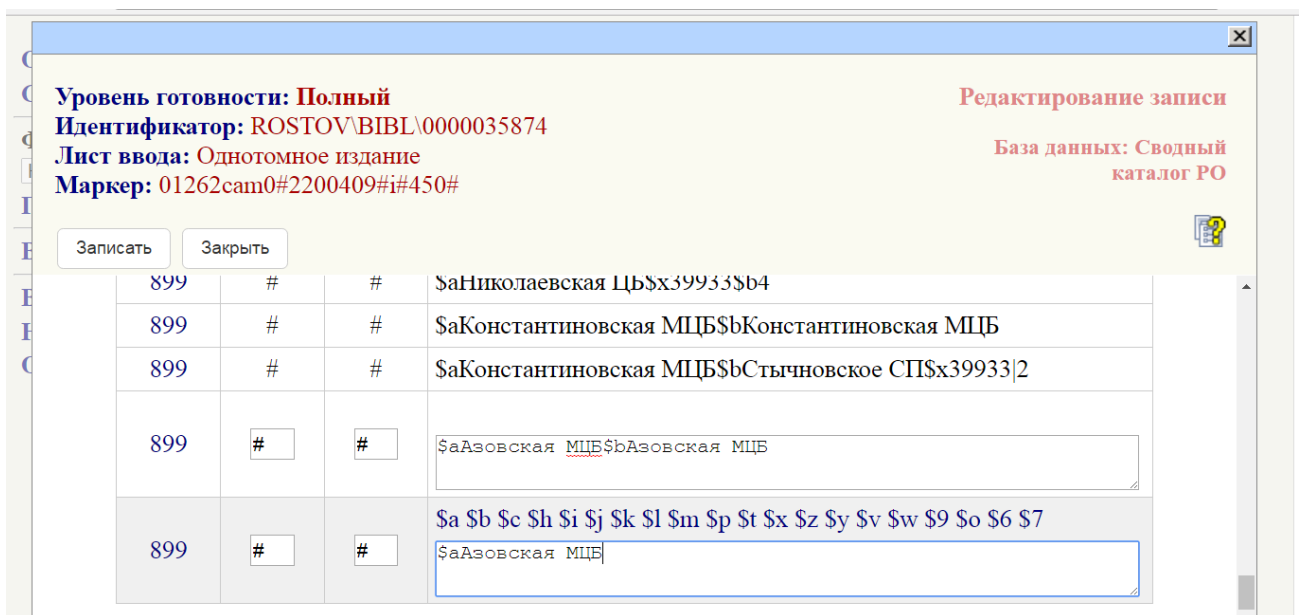 Уровень готовности: Полный
Идентификатор: ROSTOV\BIBL\0000035874
Лист ввода: Однотомное издание
Маркер: 01262cam0#2200409#i#450#
Редактирование записи
База данных: Сводный
каталог РО
Записать Закрыть
899 # # $aНиколаевская ЦБ$x39933$b4
899 # # $aКонстантиновская МЦБ$bКонстантиновская МЦБ
899 # # $aКонстантиновская МЦБ$bСтычновское СП$x39933|2
899 # # $aАзовская МЦБ$bАзовская МЦБ
$a $b $c $h $i $j $k $l $m $p $t $x $z $y $v $w $9 $o $6 $7
899 # # $aАзовская МЦБ